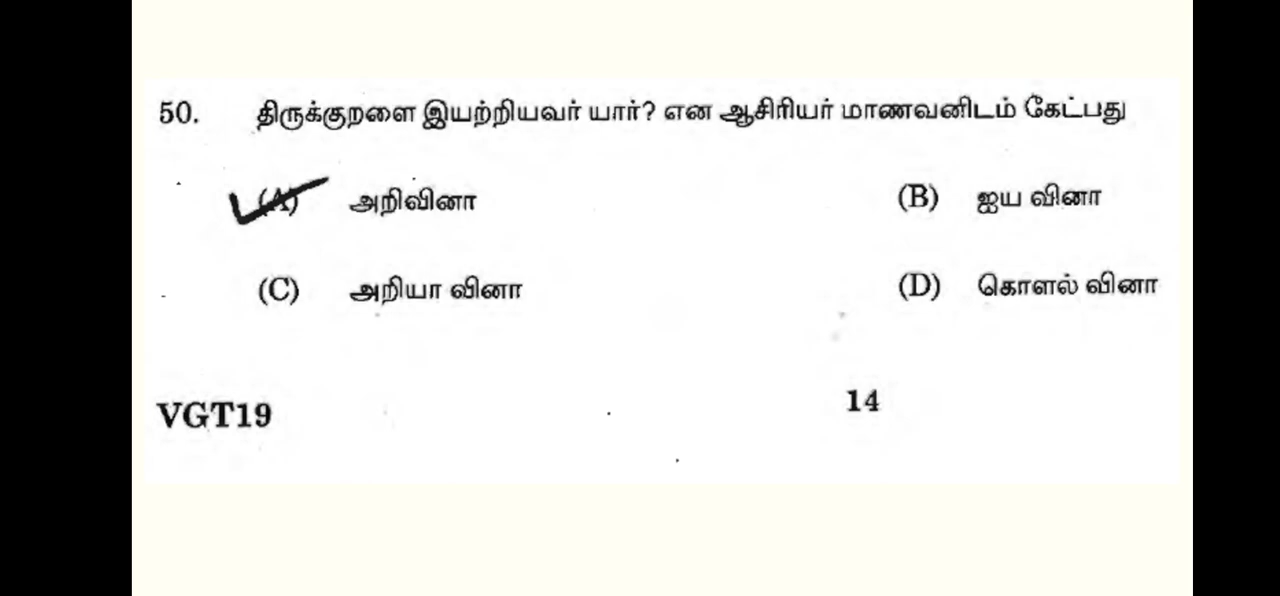 50. திருக்குறளை இயற்றியவர் யார்? என ஆசிரியர் மாணவனிடம் கேட்பது
(A) அறிவினா (B) ஐய வினா
(C) அறியா வினா (D) கொளல் வினா
VGT19 14